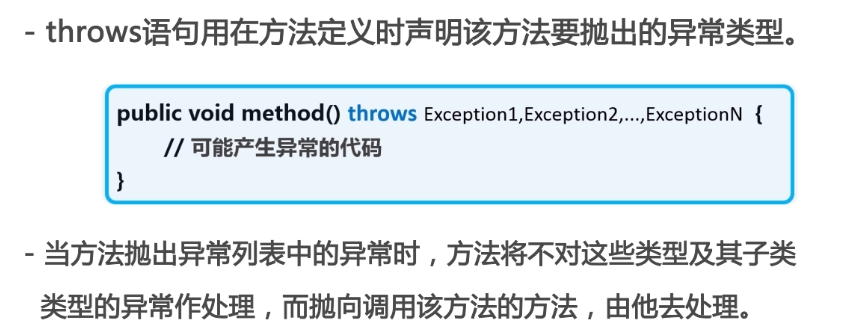 - throws语句用在方法定义时声明该方法要抛出的异常类型。
public void method() throws Exception1,Exception2,...,ExceptionN {
// 可能产生异常的代码
}
- 当方法抛出异常列表中的异常时，方法将不对这些类型及其子类
类型的异常作处理，而抛向调用该方法的方法，由他去处理。